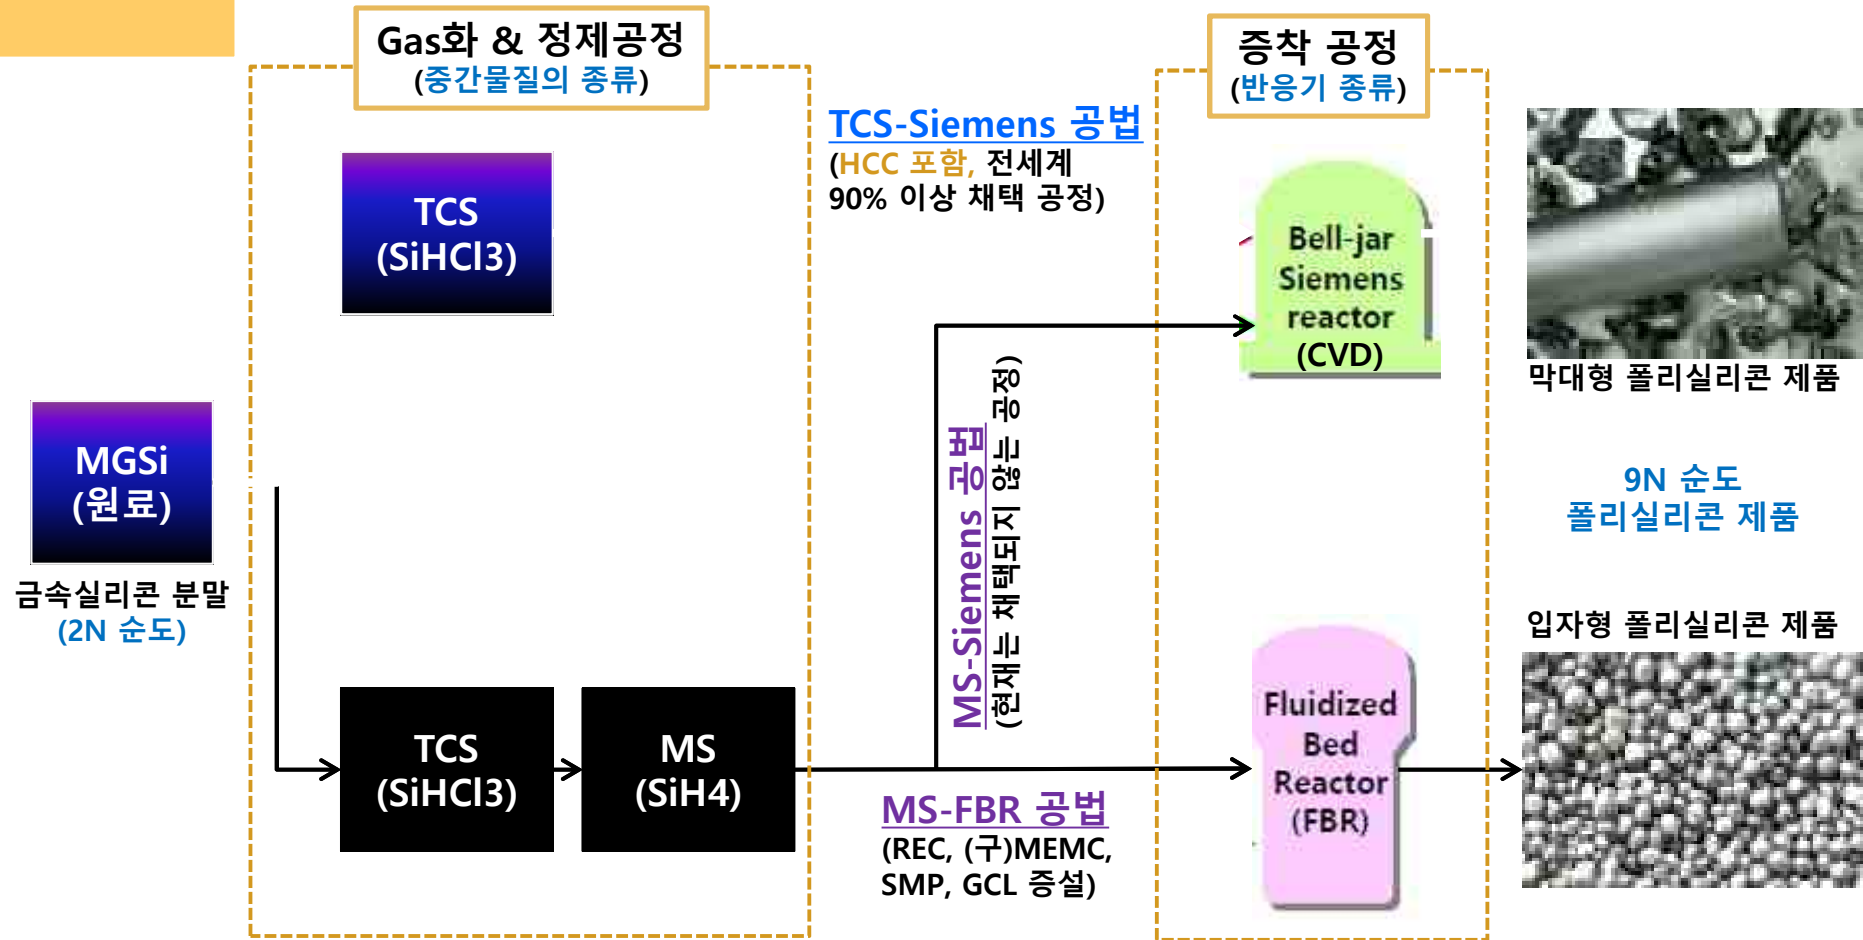 Gas화 & 정제공정
(중간물질의 종류)
증착 공정
(반응기 종류)
TCS-Siemens 공법
(HCC 포함, 전세계
90% 이상 채택 공정)
TCS
(SiHCl3)
Bell-jar
Siemens
reactor
(CVD)
막대형 폴리실리콘 제품
MGSi
(원료)
금속실리콘 분말
(2N 순도)
MS-Siemens 공법
(현재는 채택되지 않는 공정)
9N 순도
폴리실리콘 제품
입자형 폴리실리콘 제품
TCS
(SiHCl3)
MS
(SiH4)
MS-FBR 공법
(REC, (구)MEMC,
SMP, GCL 증설)
Fluidized
Bed
Reactor
(FBR)